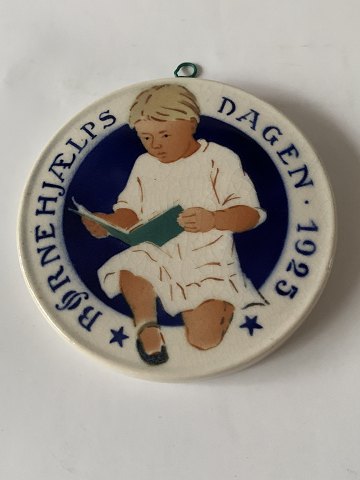 BØRNEHJÆLPS DAGEN · 1925